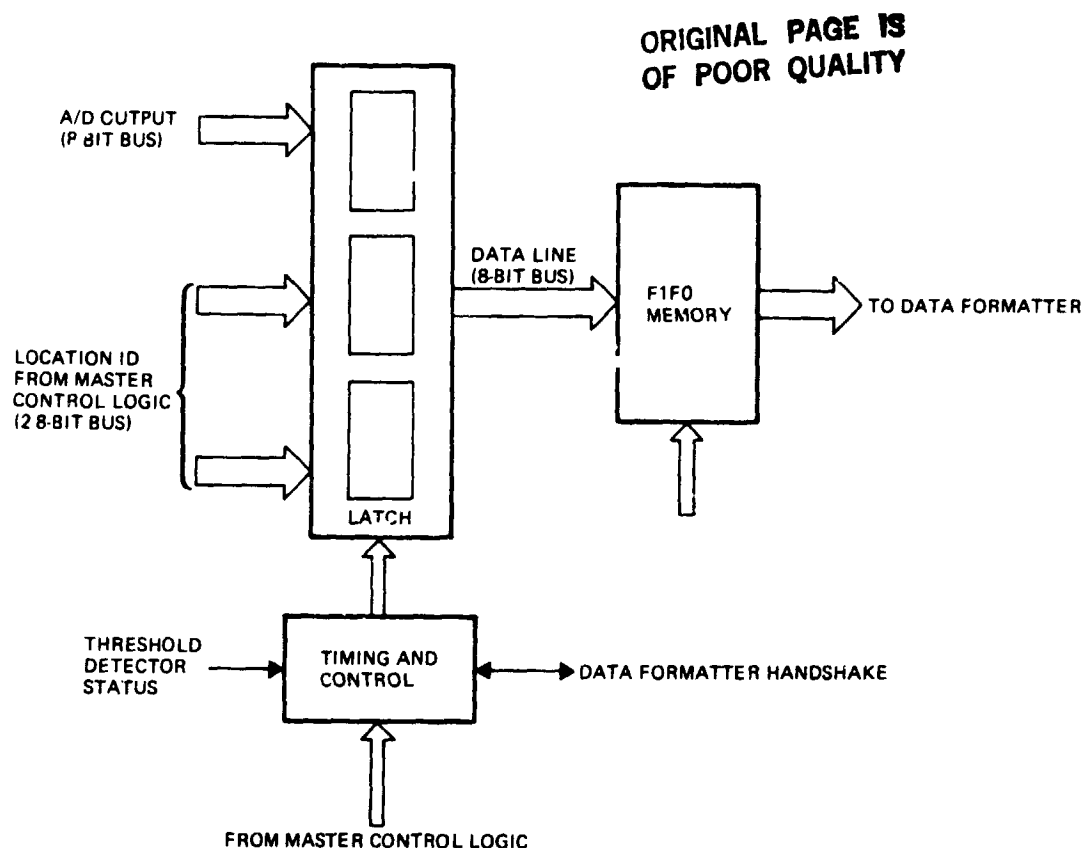 ORIGINAL PAGE IS
OF POOR QUALITY
A/D CUTPUT
(P BIT BUS)
DATA LINE
(8-BIT BUS)
F1F0
MEMORY
TO DATA FORMATTER
LOCATION ID
FROM MASTER
CONTROL LOGIC
(2 8-BIT BUS)
LATCH
THRESHOLD
DETECTOR
STATUS
TIMING AND
CONTROL
DATA FORMATTER HANDSHAKE
FROM MASTER CONTROL LOGIC